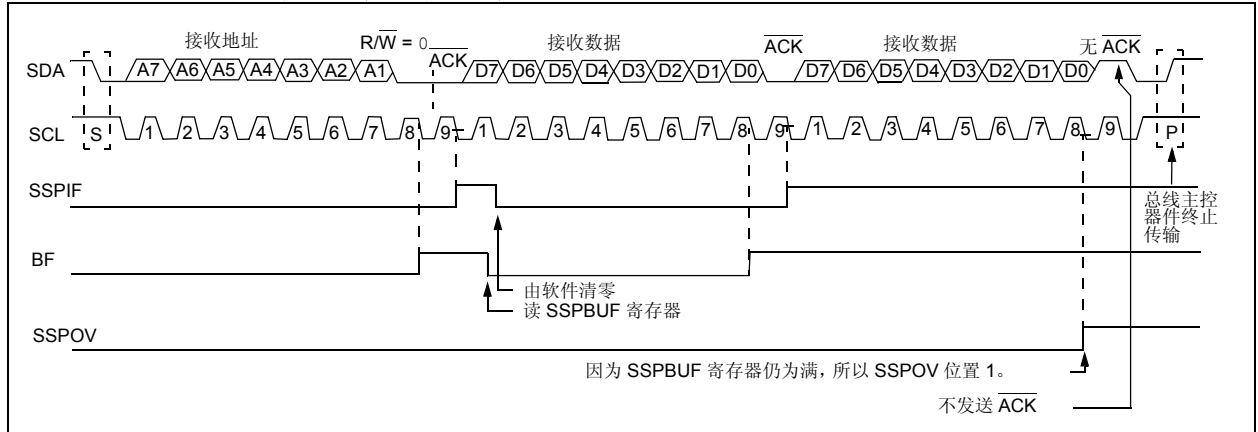 接收地址 R/W̅ = 0 A̅C̅K̅ 接收数据 A̅C̅K̅ 接收数据 无 A̅C̅K̅
SDA A7 A6 A5 A4 A3 A2 A1 D7 D6 D5 D4 D3 D2 D1 D0 D7 D6 D5 D4 D3 D2 D1 D0
SCL S 1 2 3 4 5 6 7 8 9 1 2 3 4 5 6 7 8 9 1 2 3 4 5 6 7 8 9 P
SSPIF
总线主控
器件终止
传输
BF
由软件清零
读 SSPBUF 寄存器
SSPOV
因为 SSPBUF 寄存器仍为满，所以 SSPOV 位置 1。
不发送 A̅C̅K̅